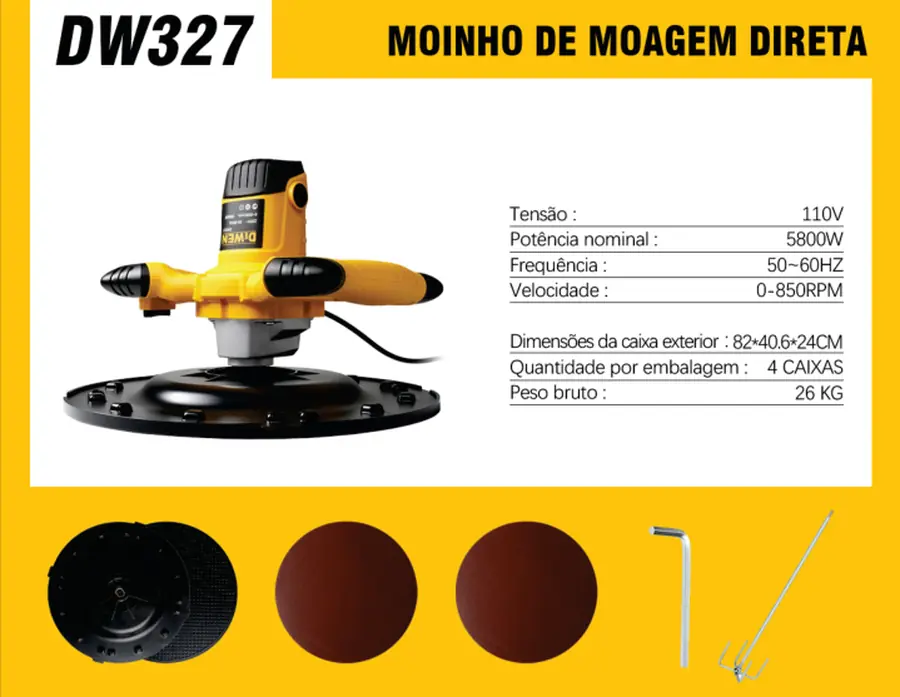 DW327
MOINHO DE MOAGEM DIRETA
DIWEN
Tensão : 110V
Potência nominal : 5800W
Frequência : 50~60HZ
Velocidade : 0-850RPM
Dimensões da caixa exterior : 82*40.6*24CM
Quantidade por embalagem : 4 CAIXAS
Peso bruto : 26 KG